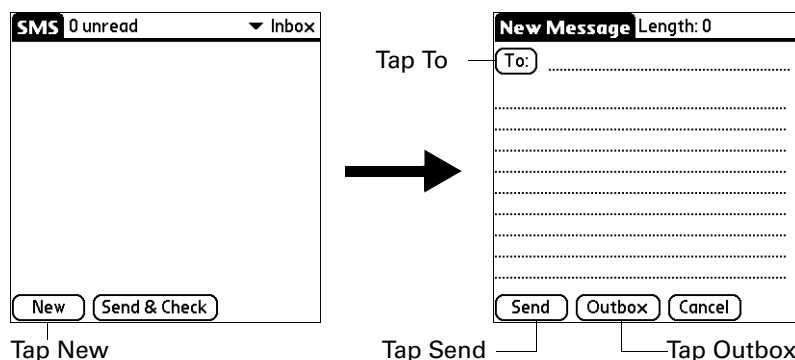 SMS 0 unread Inbox
New Message Length: 0
Tap To
To:
New Send & Check
Send Outbox Cancel
Tap New
Tap Send
Tap Outbox